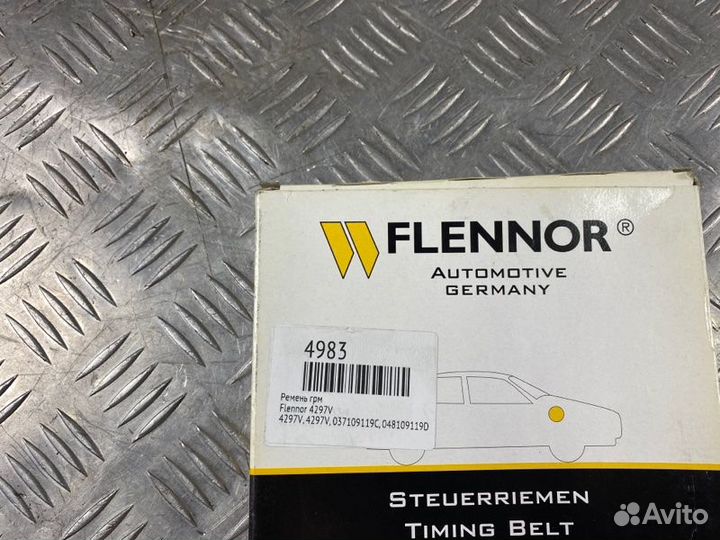 FLENNOR®
AUTOMOTIVE
GERMANY
4983
Ремень грм
Flennor 4297V
4297V, 4297V, 037109119C, 048109119D
STEUERRIEMEN
TIMING BELT
Avito